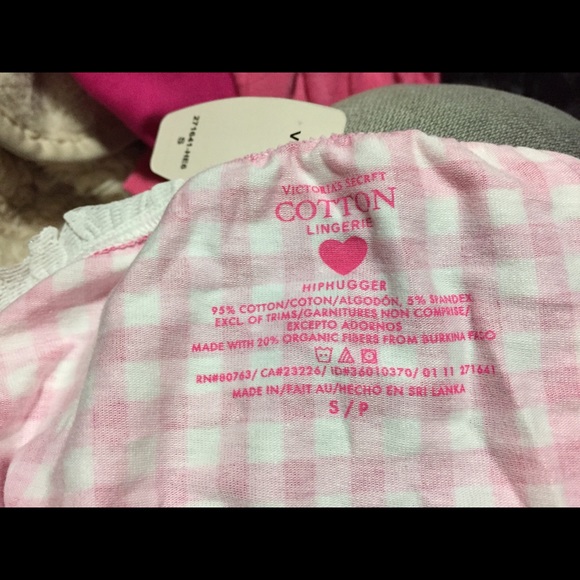 271641-HE6
S
V
VICTORIA'S SECRET
COTTON
LINGERIE
HIPHUGGER
95% COTTON/COTON/ALGODÓN, 5% SPANDEX
EXCL. OF TRIMS/GARNITURES NON COMPRISE/
EXCEPTO ADORNOS
MADE WITH 20% ORGANIC FIBERS FROM BURKINA FASO
RN#80763/ CA#23226/ ID#36010370/ 01 11 271641
MADE IN/FAIT AU/HECHO EN SRI LANKA
S / P